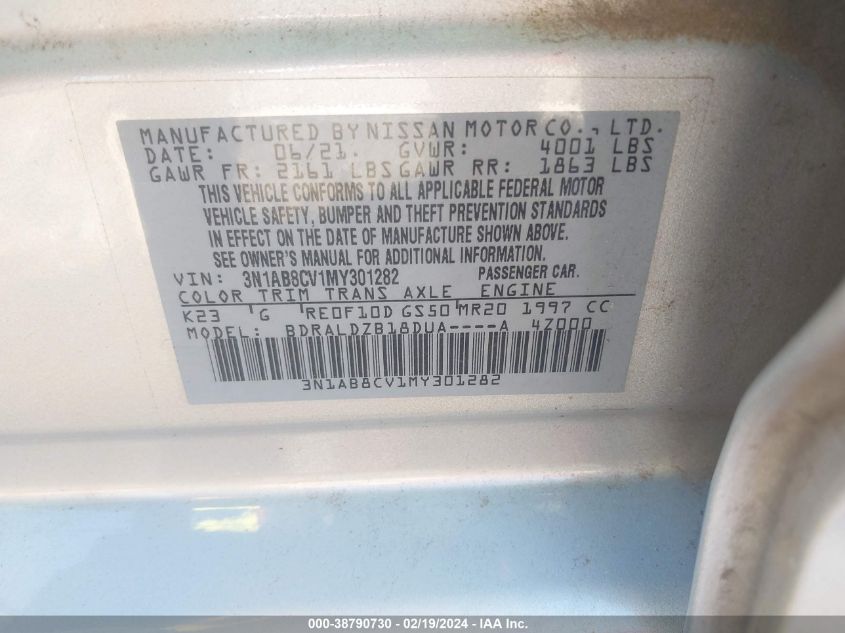 MANUFACTURED BY NISSAN MOTOR CO., LTD.
DATE: 06/21. GVWR: 4001 LBS
GAWR FR: 2161 LBS GAWR RR: 1863 LBS
THIS VEHICLE CONFORMS TO ALL APPLICABLE FEDERAL MOTOR
VEHICLE SAFETY, BUMPER AND THEFT PREVENTION STANDARDS
IN EFFECT ON THE DATE OF MANUFACTURE SHOWN ABOVE.
SEE OWNER'S MANUAL FOR ADDITIONAL INFORMATION.
VIN: 3N1AB8CV1MY301282 PASSENGER CAR.
COLOR TRIM TRANS AXLE ENGINE
K23 G RE0F10D GS50 MR20 1997 CC
MODEL: BDRALDZB18DUA----A 4Z000
3N1AB8CV1MY301282
000-38790730 - 02/19/2024 - IAA Inc.